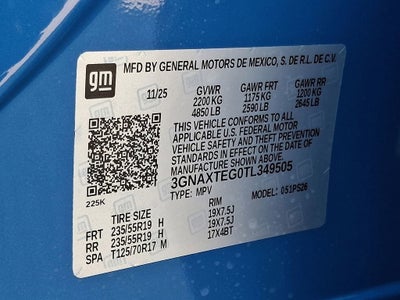 gm
MFD BY GENERAL MOTORS DE MEXICO, S. DE R.L. DE C.V.
11/25 GVWR GAWR FRT GAWR RR
2200 KG 1175 KG 1200 KG
4850 LB 2590 LB 2645 LB
THIS VEHICLE CONFORMS TO ALL
APPLICABLE U.S. FEDERAL MOTOR
VEHICLE SAFETY AND THEFT PREVENTION
STANDARDS IN EFFECT ON THE DATE OF
MANUFACTURE SHOWN ABOVE.
3GNAXTEG0TL349505
TYPE: MPV MODEL: 051PS26
225K
TIRE SIZE RIM
FRT 235/55R19 H 19X7.5J
RR 235/55R19 H 19X7.5J
SPA T125/70R17 M 17X4BT